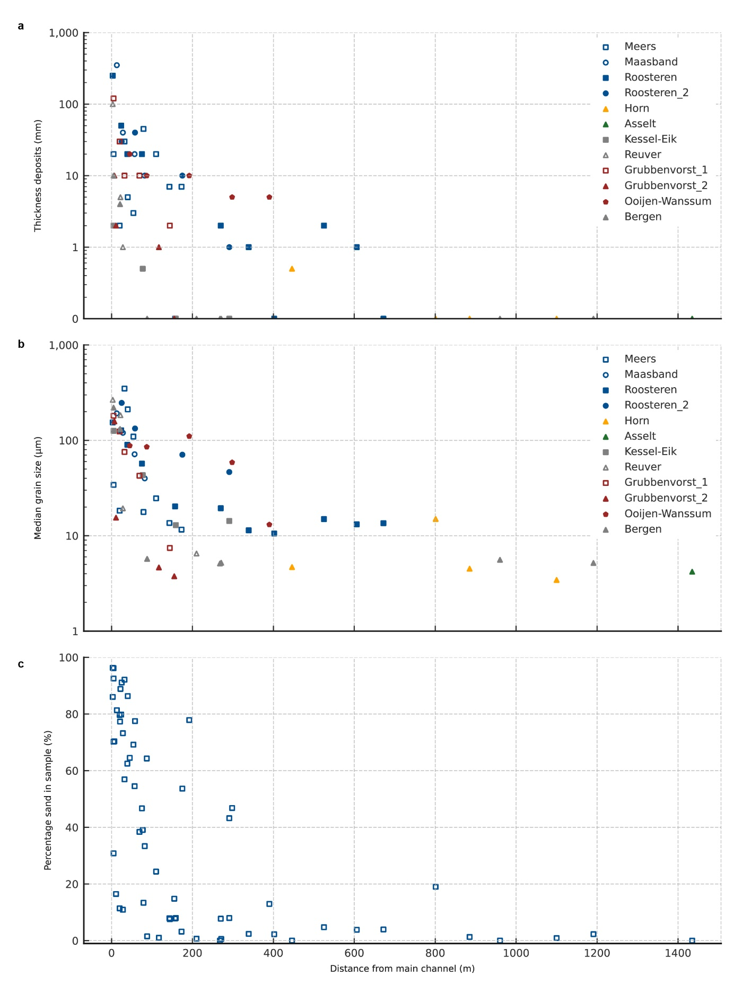 a
1,000
100
10
1
0
Thickness deposits (mm)
Meers
Maasband
Roosteren
Roosteren_2
Horn
Asselt
Kessel-Eik
Reuver
Grubbenvorst_1
Grubbenvorst_2
Ooijen-Wanssum
Bergen
b
1,000
100
10
1
Median grain size (μm)
Meers
Maasband
Roosteren
Roosteren_2
Horn
Asselt
Kessel-Eik
Reuver
Grubbenvorst_1
Grubbenvorst_2
Ooijen-Wanssum
Bergen
c
100
80
60
40
20
0
Percentage sand in sample (%)
0 200 400 600 800 1000 1200 1400
Distance from main channel (m)